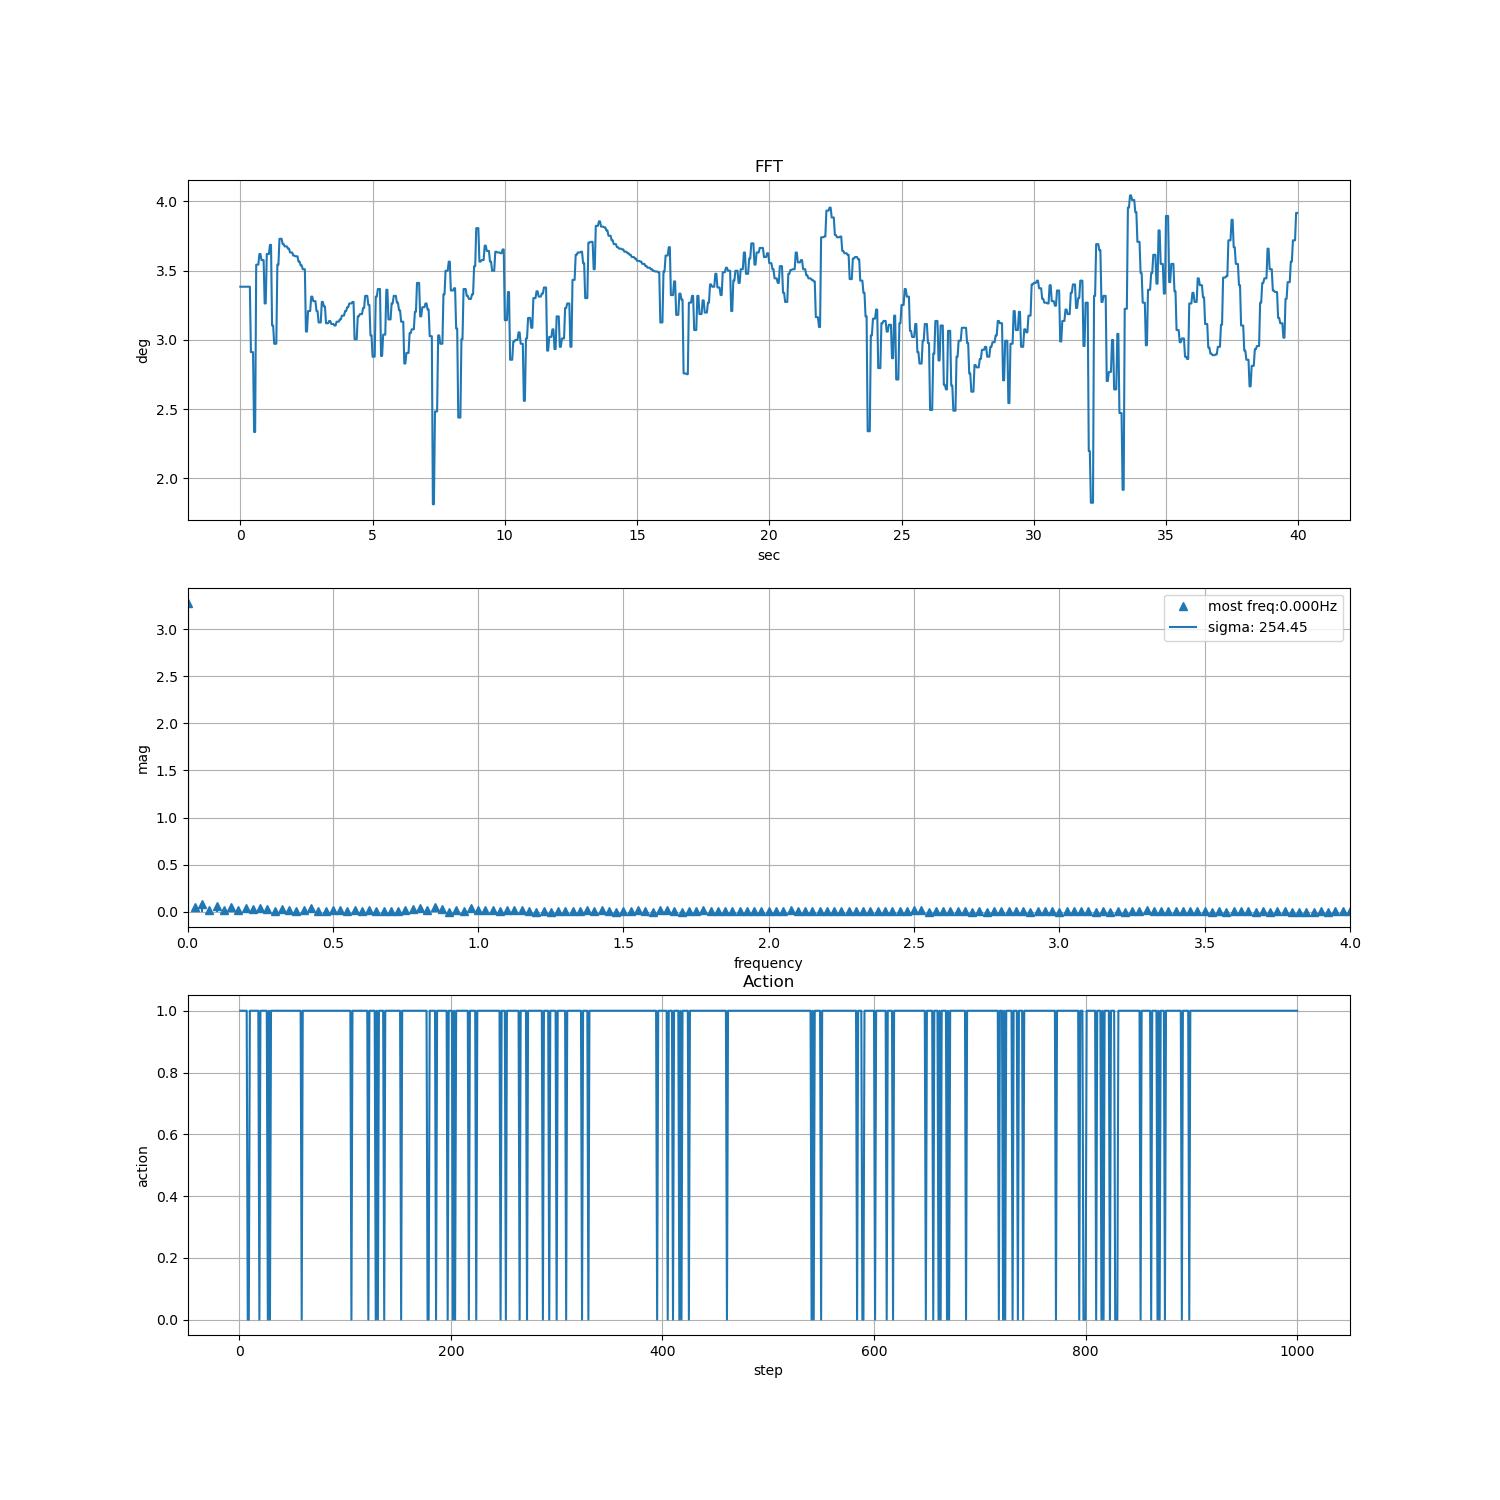 FFT
4.0
3.5
3.0
2.5
2.0
deg
0 5 10 15 20 25 30 35 40
sec
most freq:0.000Hz
sigma: 254.45
3.0
2.5
2.0
1.5
1.0
0.5
0.0
mag
0.0 0.5 1.0 1.5 2.0 2.5 3.0 3.5 4.0
frequency
Action
1.0
0.8
0.6
0.4
0.2
0.0
action
0 200 400 600 800 1000
step